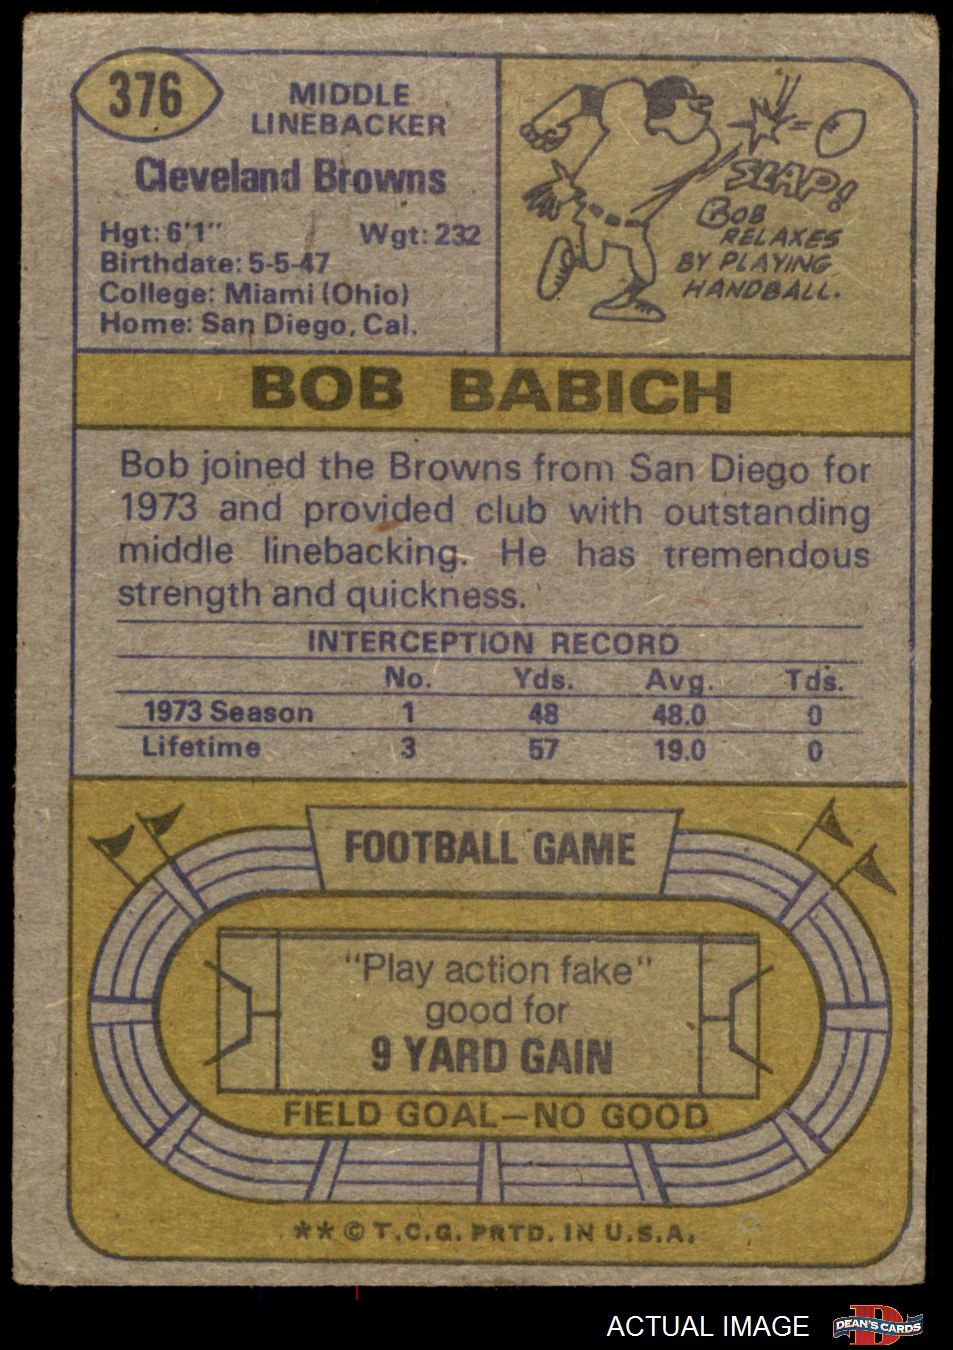 376
MIDDLE
LINEBACKER
Cleveland Browns
Hgt: 6'1" Wgt: 232
Birthdate: 5-5-47
College: Miami (Ohio)
Home: San Diego, Cal.
SLAP!
BOB
RELAXES
BY PLAYING
HANDBALL.
BOB BABICH
Bob joined the Browns from San Diego for
1973 and provided club with outstanding
middle linebacking. He has tremendous
strength and quickness.
INTERCEPTION RECORD
No. Yds. Avg. Tds.
1973 Season 1 48 48.0 0
Lifetime 3 57 19.0 0
FOOTBALL GAME
"Play action fake"
good for
9 YARD GAIN
FIELD GOAL—NO GOOD
** © T.C.G. PRTD. IN U.S.A.
ACTUAL IMAGE
D
DEAN'S CARDS